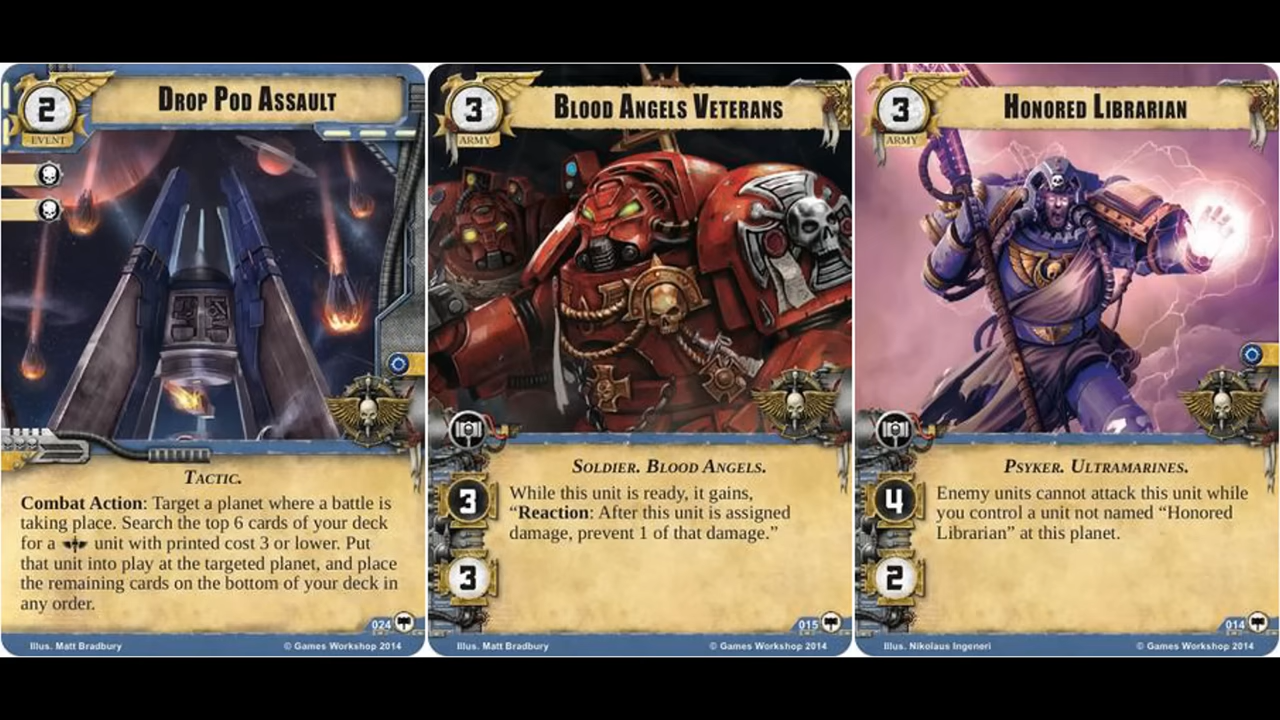 2
EVENT
DROP POD ASSAULT
TACTIC.
Combat Action: Target a planet where a battle is
taking place. Search the top 6 cards of your deck
for a unit with printed cost 3 or lower. Put
that unit into play at the targeted planet, and place
the remaining cards on the bottom of your deck in
any order.
024
Illus. Matt Bradbury © Games Workshop 2014
3
ARMY
BLOOD ANGELS VETERANS
SOLDIER. BLOOD ANGELS.
3
While this unit is ready, it gains,
“Reaction: After this unit is assigned
damage, prevent 1 of that damage.”
3
015
Illus. Matt Bradbury © Games Workshop 2014
3
ARMY
HONORED LIBRARIAN
PSYKER. ULTRAMARINES.
4
Enemy units cannot attack this unit while
you control a unit not named “Honored
Librarian” at this planet.
2
014
Illus. Nikolaus Ingeneri © Games Workshop 2014